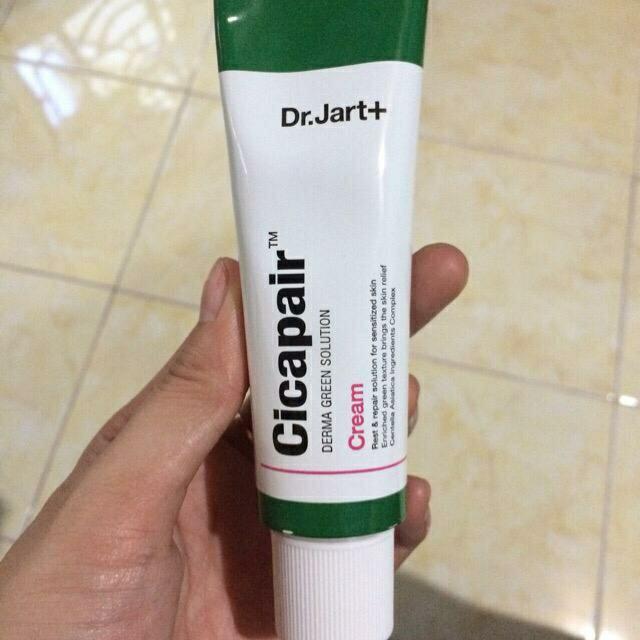 Dr.Jart+
Cicapair™
DERMA GREEN SOLUTION
Cream
Rest & repair solution for sensitized skin
Enriched green texture brings the skin relief
Centella Asiatica Ingredients Complex